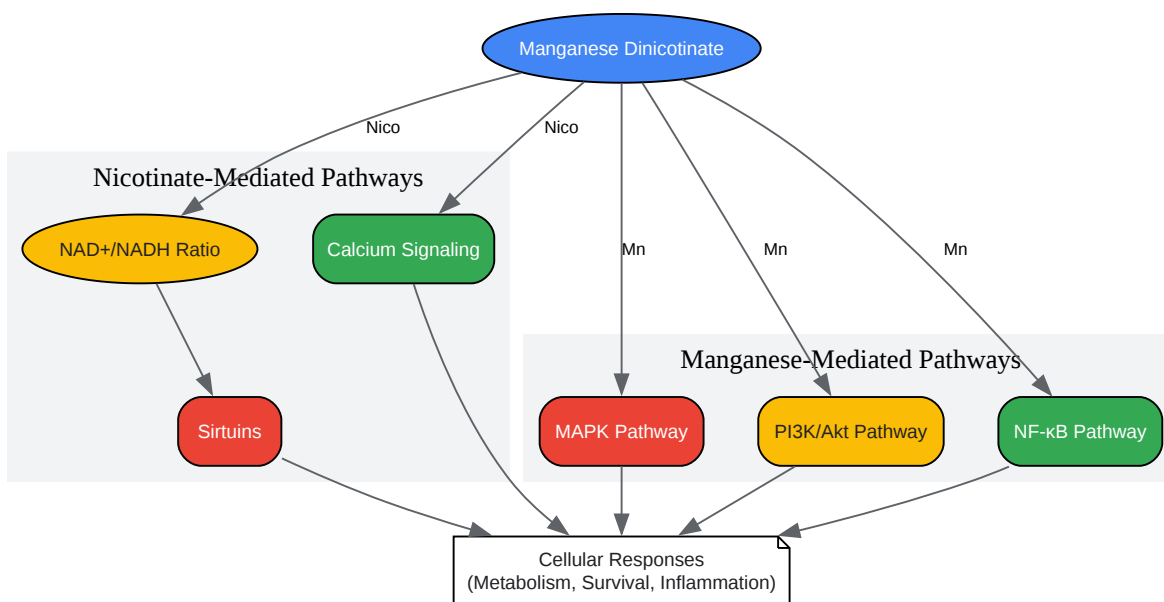 Manganese Dinicotinate
Nico
Nico
Nicotinate-Mediated Pathways
NAD+/NADH Ratio
Calcium Signaling
Mn
Mn
Mn
Manganese-Mediated Pathways
Sirtuins
MAPK Pathway
PI3K/Akt Pathway
NF-κB Pathway
Cellular Responses
(Metabolism, Survival, Inflammation)